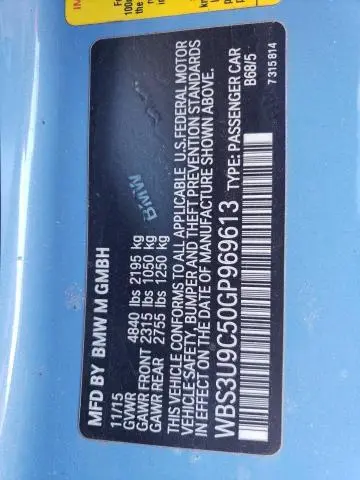 MFD BY BMW M GMBH
11/15
BMW
GVWR 4840 lbs 2195 kg
GAWR FRONT 2315 lbs 1050 kg
GAWR REAR 2755 lbs 1250 kg
THIS VEHICLE CONFORMS TO ALL APPLICABLE U.S.FEDERAL MOTOR
VEHICLE-SAFETY, BUMPER AND THEFT PREVENTION STANDARDS
IN EFFECT ON THE DATE OF MANUFACTURE SHOWN ABOVE.
WBS3U9C50GP969613 TYPE: PASSENGER CAR
B68/5
7 315 814